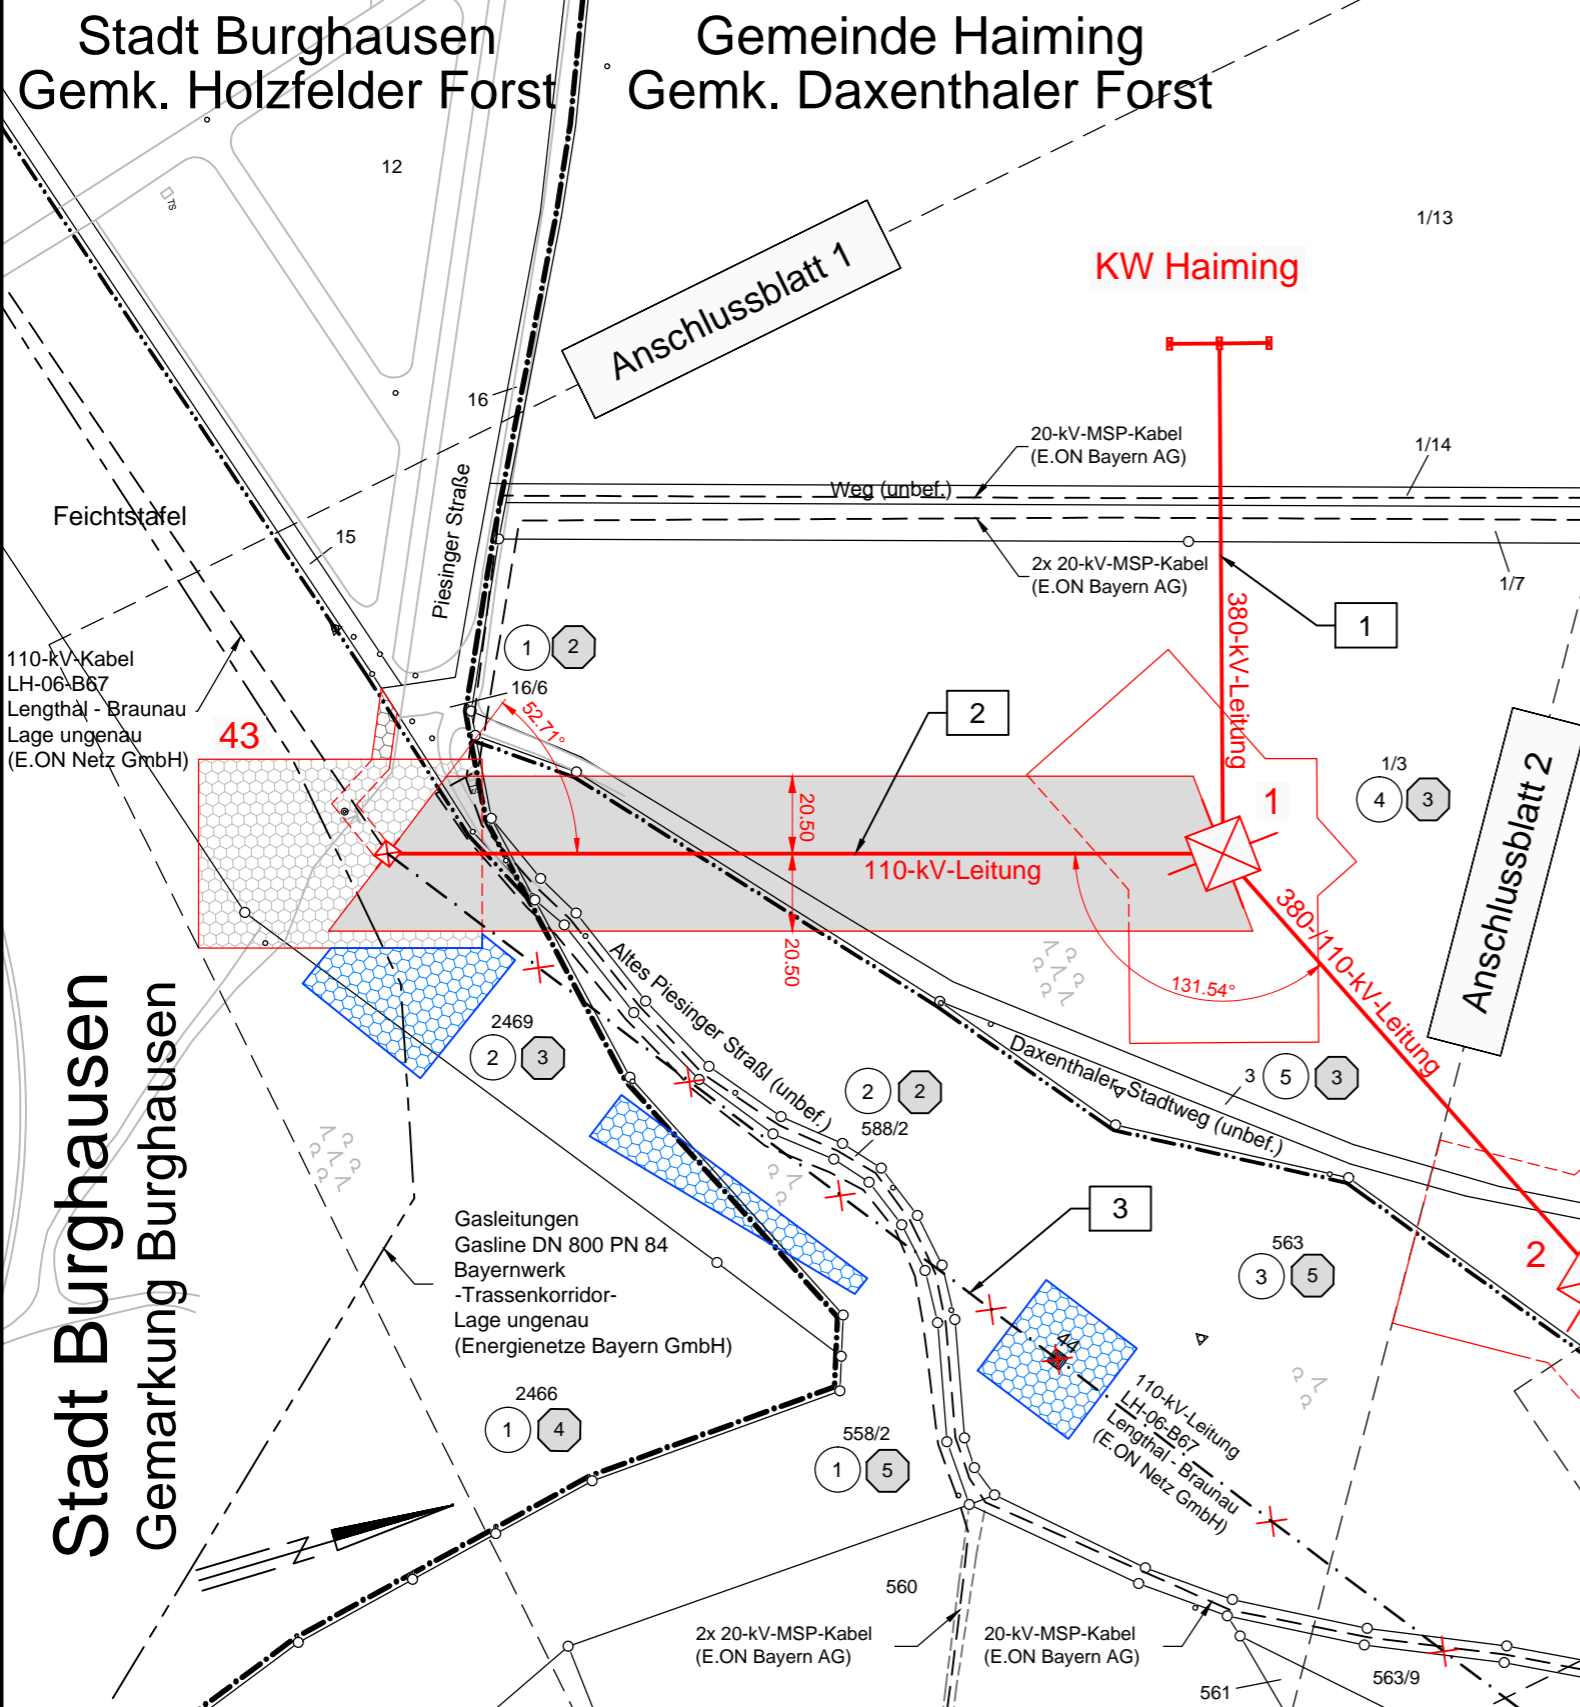 Stadt Burghausen
Gemk. Holzfelder Forst
Gemeinde Haiming
Gemk. Daxenthaler Forst
12
TS
1/13
Anschlussblatt 1
KW Haiming
16
20-kV-MSP-Kabel
(E.ON Bayern AG)
1/14
Weg (unbef.)
Feichtstafel
15
Piesinger Straße
2x 20-kV-MSP-Kabel
(E.ON Bayern AG)
1/7
380-kV-Leitung
1
1
2
110-kV-Kabel
LH-06-B67
Lengthal - Braunau
Lage ungenau
(E.ON Netz GmbH)
16/6
52.71°
2
43
1/3
4
3
Anschlussblatt 2
20.50
1
110-kV-Leitung
20.50
380-/110-kV-Leitung
131.54°
Altes Piesinger Straßl (unbef.)
2469
2
3
Daxenthaler Stadtweg (unbef.)
3
5
3
2
2
588/2
Stadt Burghausen
Gemarkung Burghausen
3
Gasleitungen
Gasline DN 800 PN 84
Bayernwerk
-Trassenkorridor-
Lage ungenau
(Energienetze Bayern GmbH)
563
3
5
2
44
110-kV-Leitung
LH-06-B67
Lengthal - Braunau
(E.ON Netz GmbH)
2466
1
4
558/2
1
5
N
560
2x 20-kV-MSP-Kabel
(E.ON Bayern AG)
20-kV-MSP-Kabel
(E.ON Bayern AG)
561
563/9